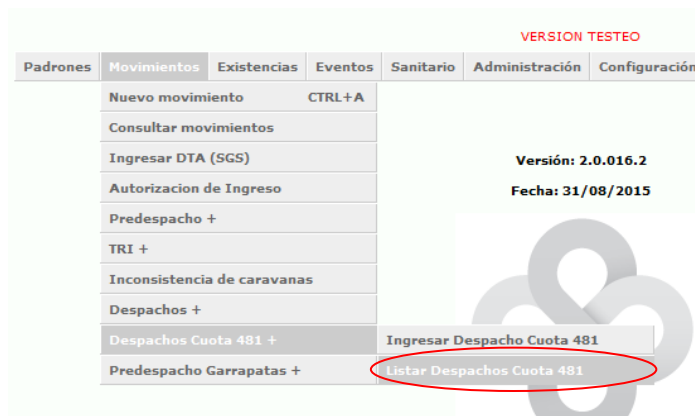 VERSION TESTEO
Padrones Movimientos Existencias Eventos Sanitario Administración Configuración
Nuevo movimiento CTRL+A
Consultar movimientos
Ingresar DTA (SGS)
Versión: 2.0.016.2
Autorizacion de Ingreso
Fecha: 31/08/2015
Predespacho +
TRI +
Inconsistencia de caravanas
Despachos +
Despachos Cuota 481 + Ingresar Despacho Cuota 481
Predespacho Garrapatas + Listar Despachos Cuota 481